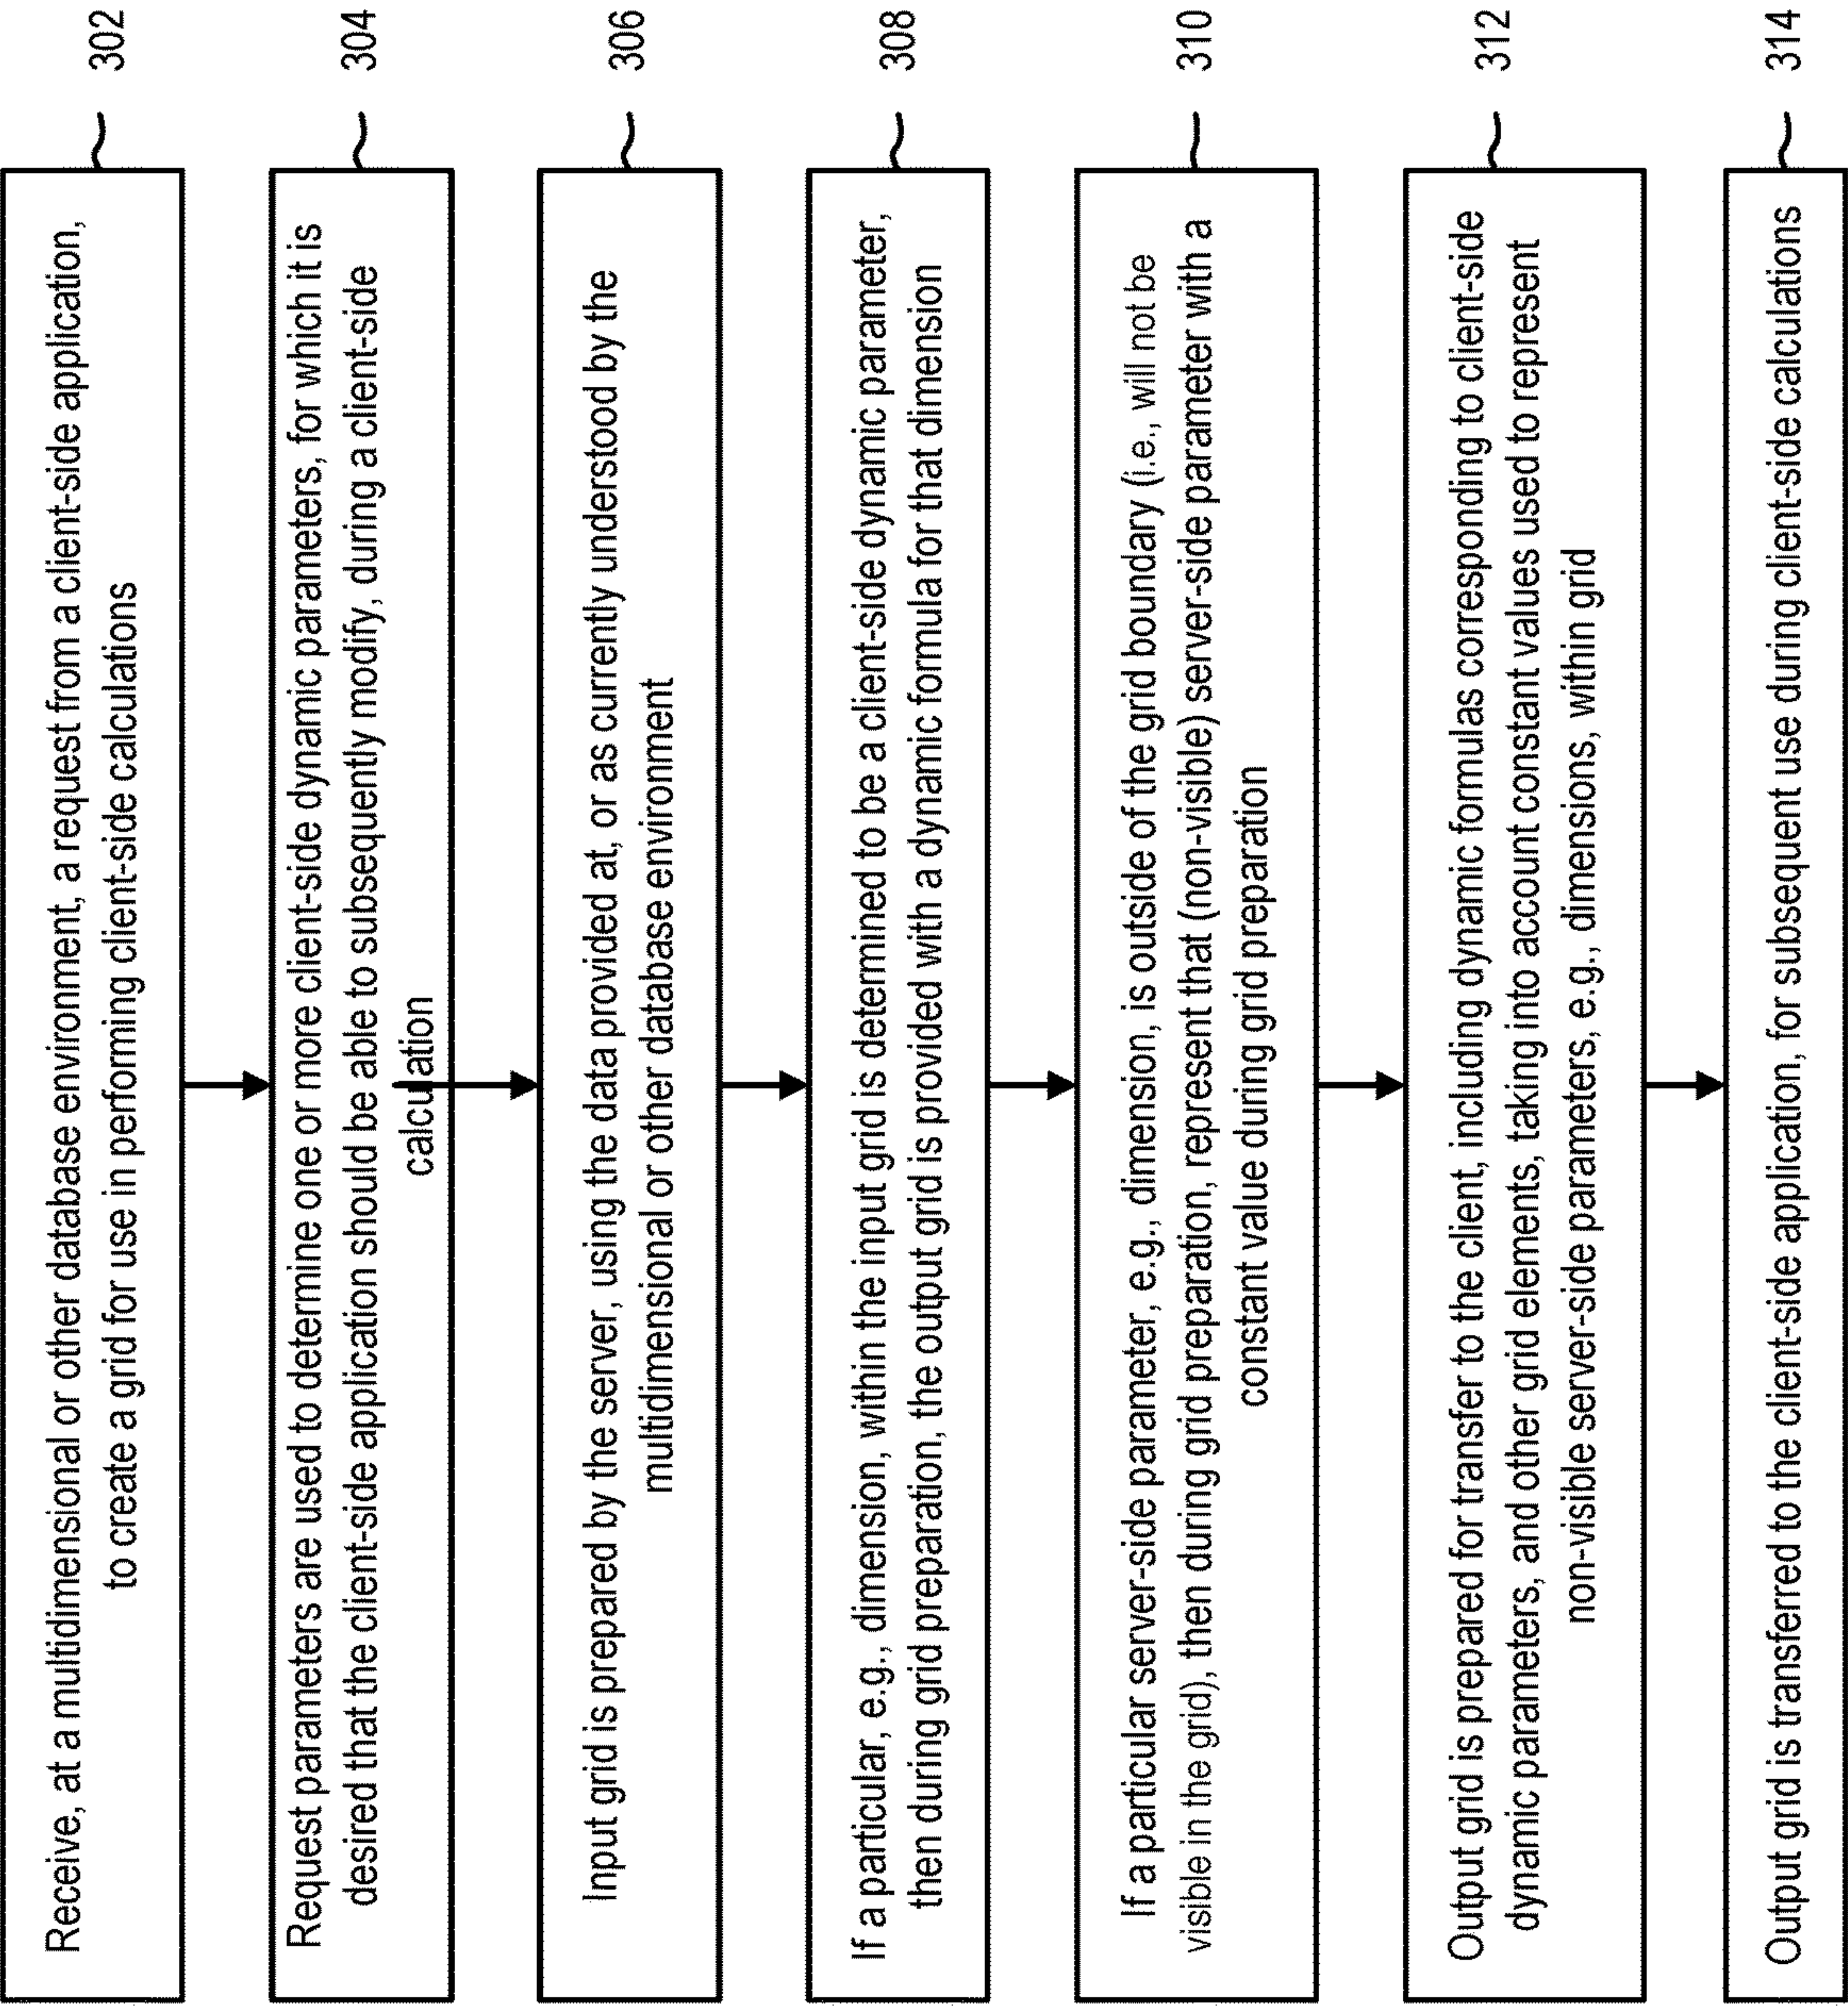 Receive, at a multidimensional or other database environment, a request from a client-side application,
to create a grid for use in performing client-side calculations
302
Request parameters are used to determine one or more client-side dynamic parameters, for which it is
desired that the client-side application should be able to subsequently modify, during a client-side
calculation
304
Input grid is prepared by the server, using the data provided at, or as currently understood by the
multidimensional or other database environment
306
If a particular, e.g., dimension, within the input grid is determined to be a client-side dynamic parameter,
then during grid preparation, the output grid is provided with a dynamic formula for that dimension
308
If a particular server-side parameter, e.g., dimension, is outside of the grid boundary (i.e., will not be
visible in the grid), then during grid preparation, represent that (non-visible) server-side parameter with a
constant value during grid preparation
310
Output grid is prepared for transfer to the client, including dynamic formulas corresponding to client-side
dynamic parameters, and other grid elements, taking into account constant values used to represent
non-visible server-side parameters, e.g., dimensions, within grid
312
Output grid is transferred to the client-side application, for subsequent use during client-side calculations
314